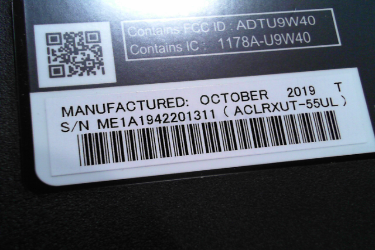 Contains FCC ID : ADTU9W40
Contains IC : 1178A-U9W40
MANUFACTURED: OCTOBER 2019 T
S/N ME1A1942201311 ( ACLRXUT-55UL )